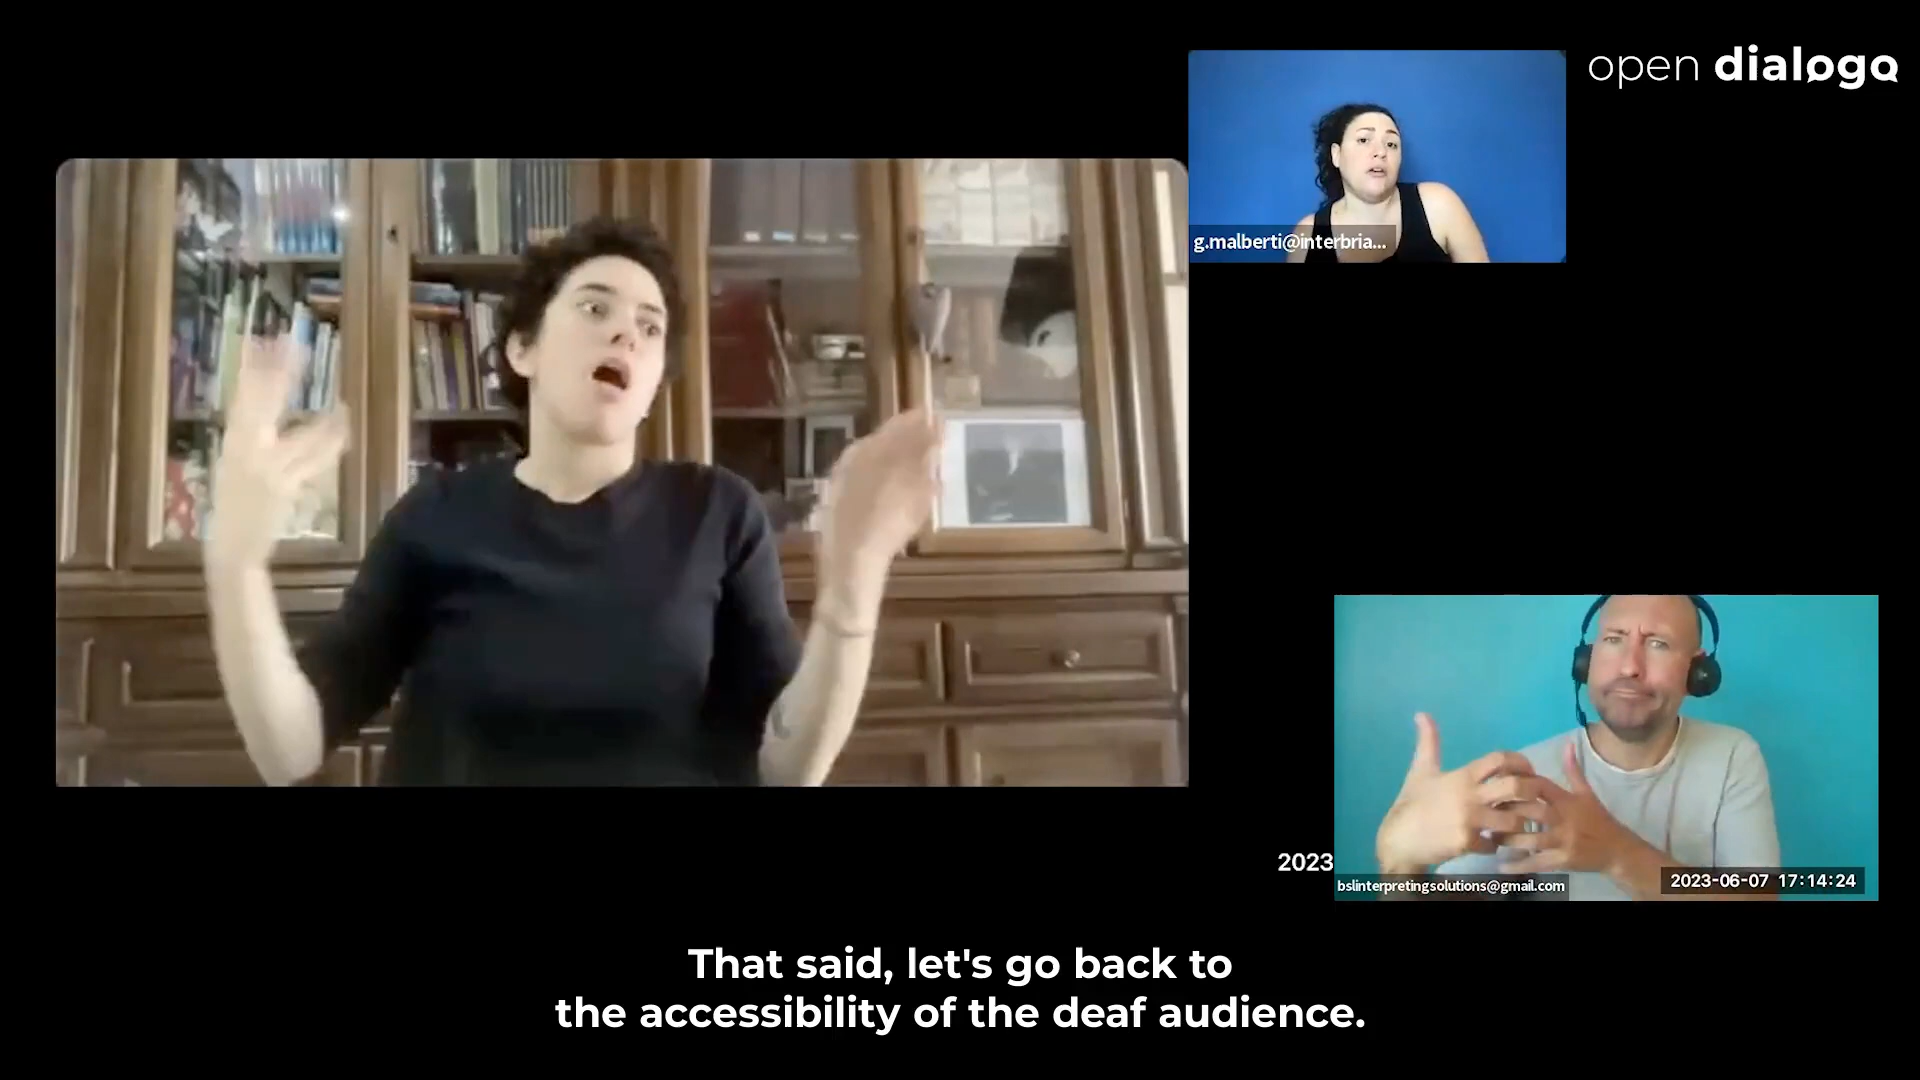 open dialogo
g.malberti@interbria...
2023
bslinterpretingsolutions@gmail.com
2023-06-07 17:14:24
That said, let's go back to
the accessibility of the deaf audience.